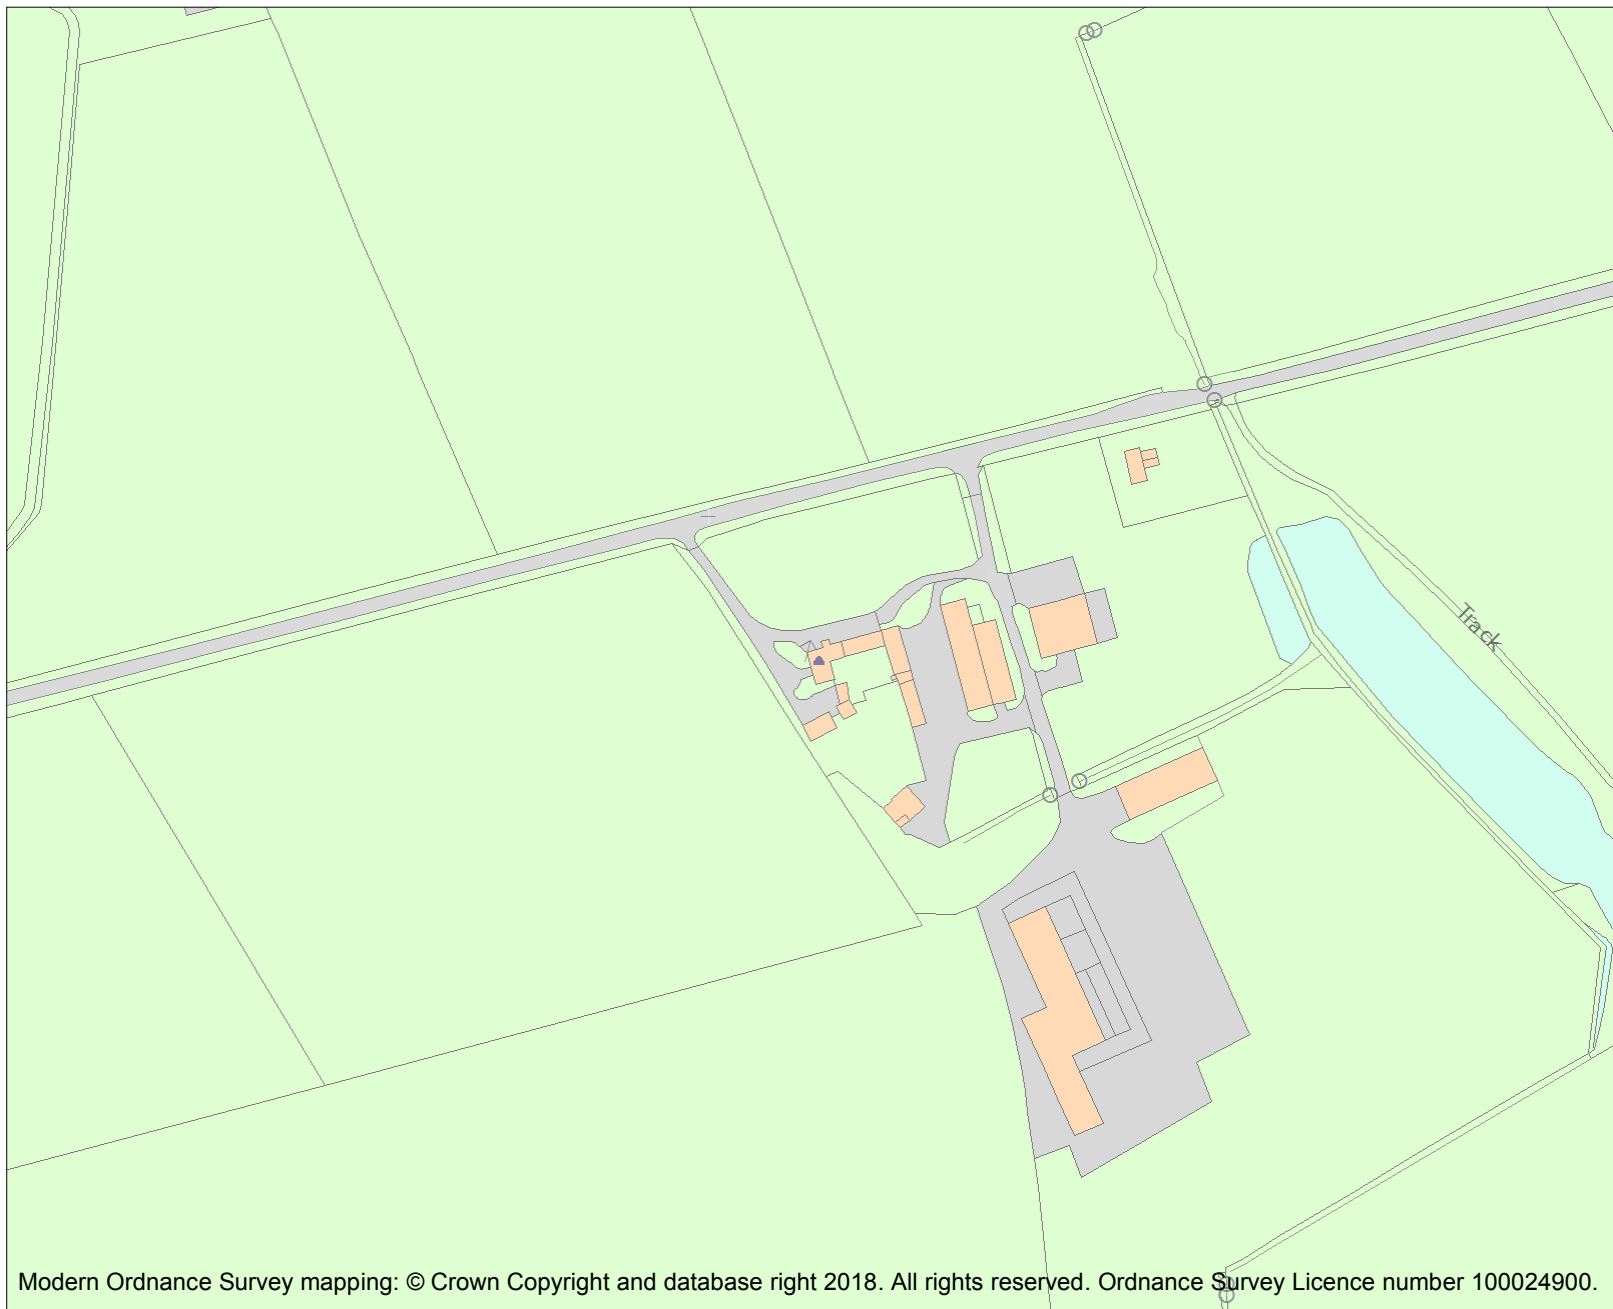 Track
Modern Ordnance Survey mapping: © Crown Copyright and database right 2018. All rights reserved. Ordnance Survey Licence number 100024900.